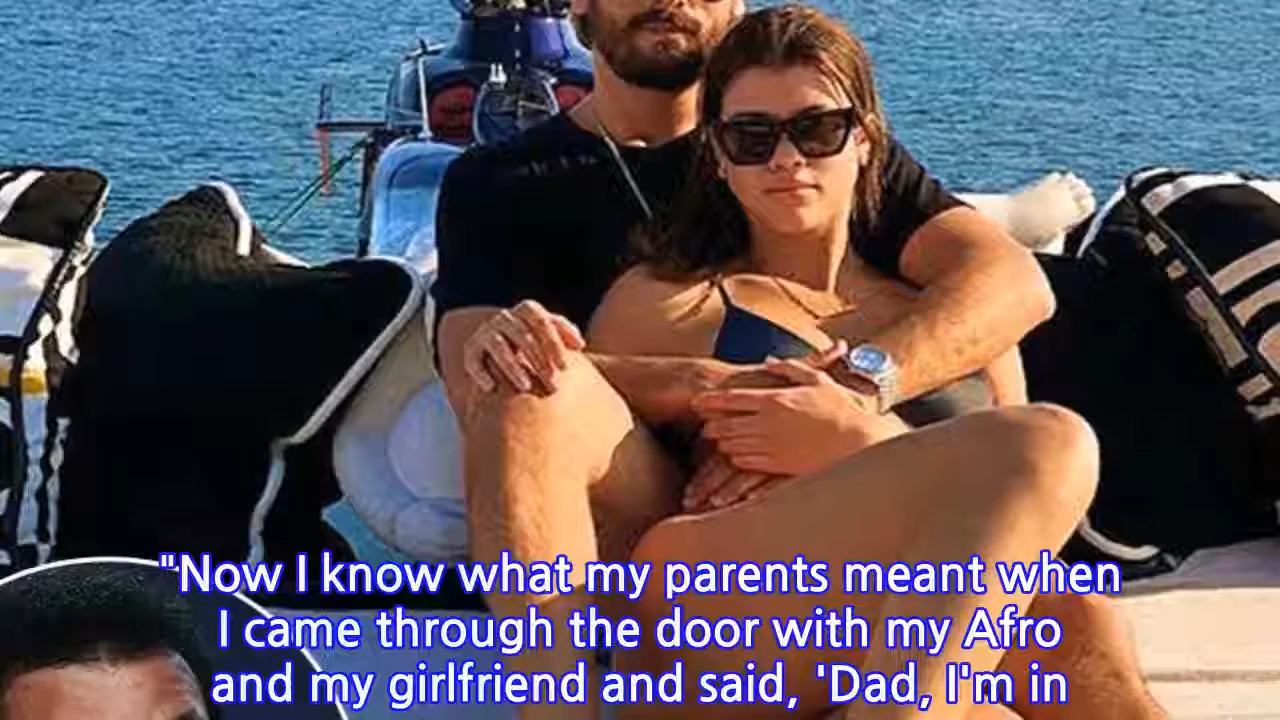 "Now I know what my parents meant when
I came through the door with my Afro
and my girlfriend and said, 'Dad, I'm in